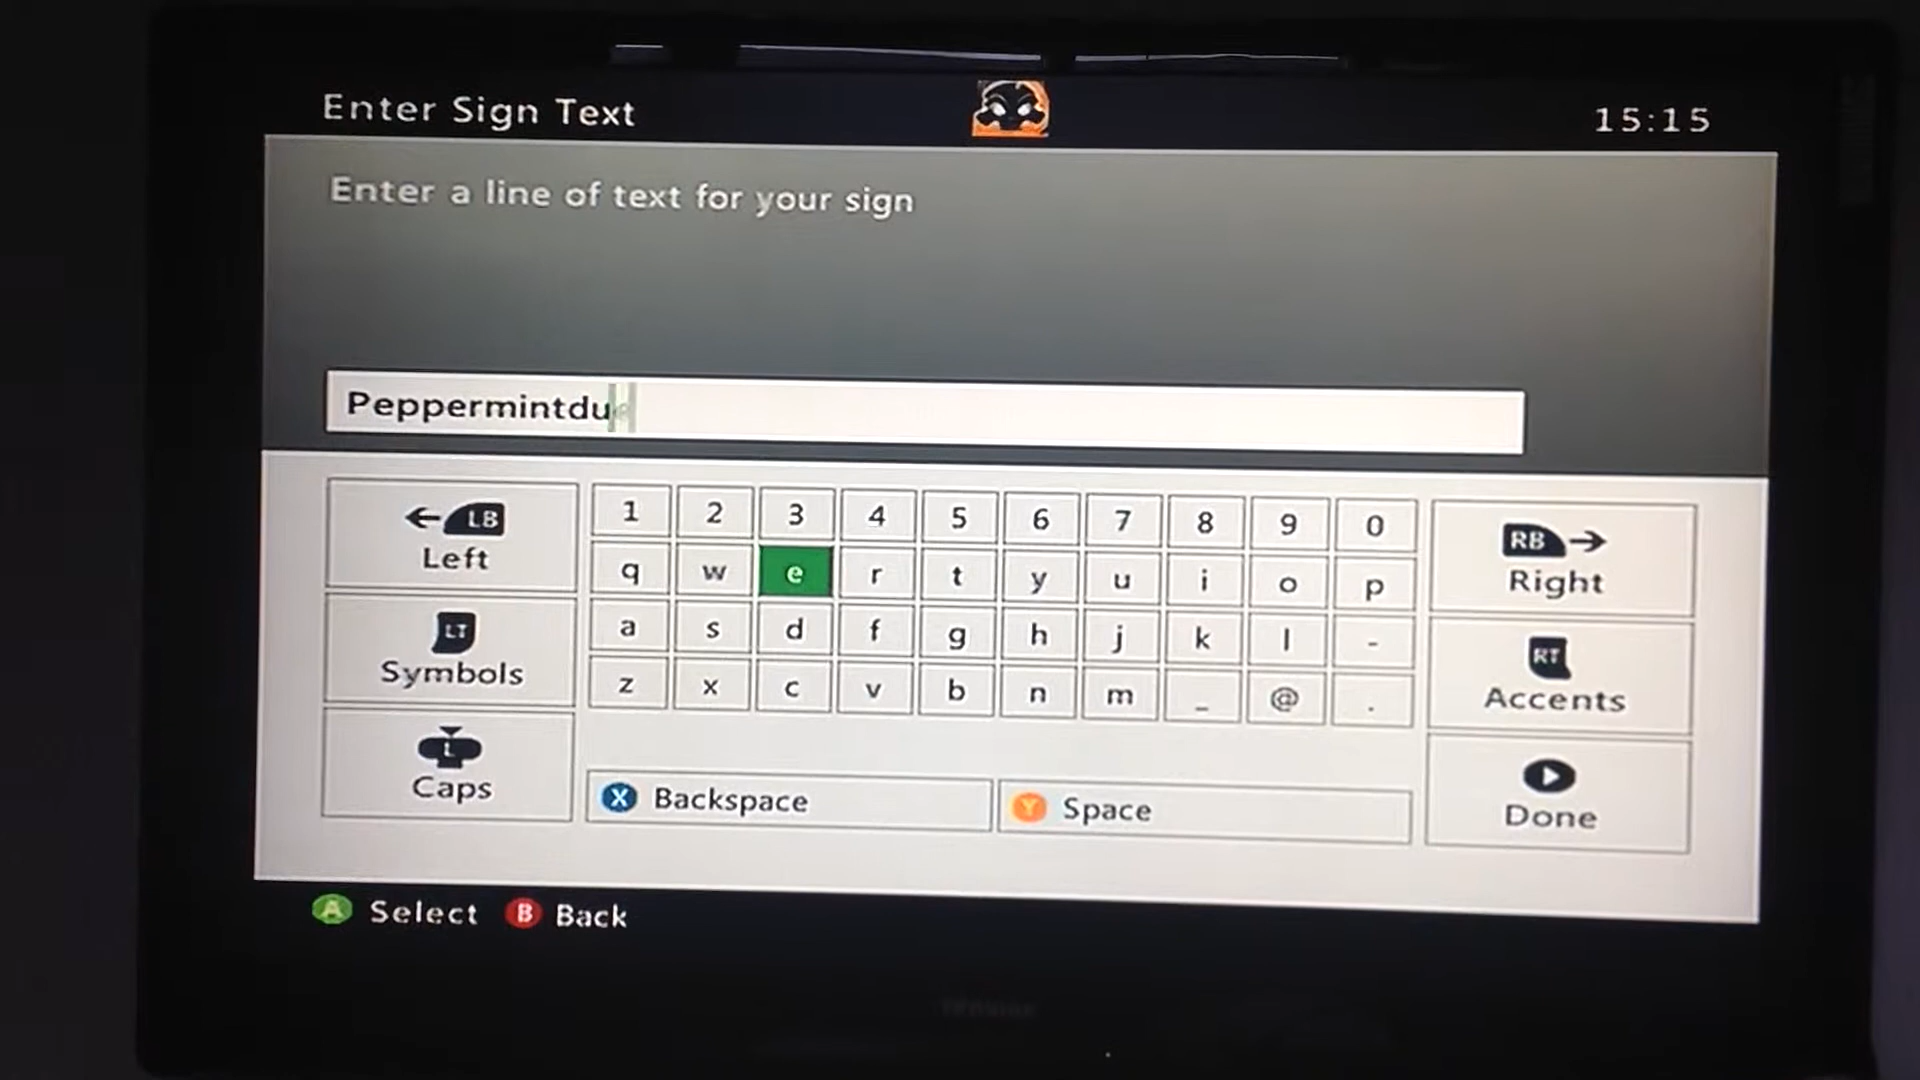 Enter Sign Text
15:15
Enter a line of text for your sign
Peppermintdue
LB
Left
1 2 3 4 5 6 7 8 9 0
RB
Right
q w e r t y u i o p
LT
Symbols
a s d f g h j k l -
RT
Accents
z x c v b n m _ @ .
L
Caps
X Backspace
Y Space
Done
A Select B Back